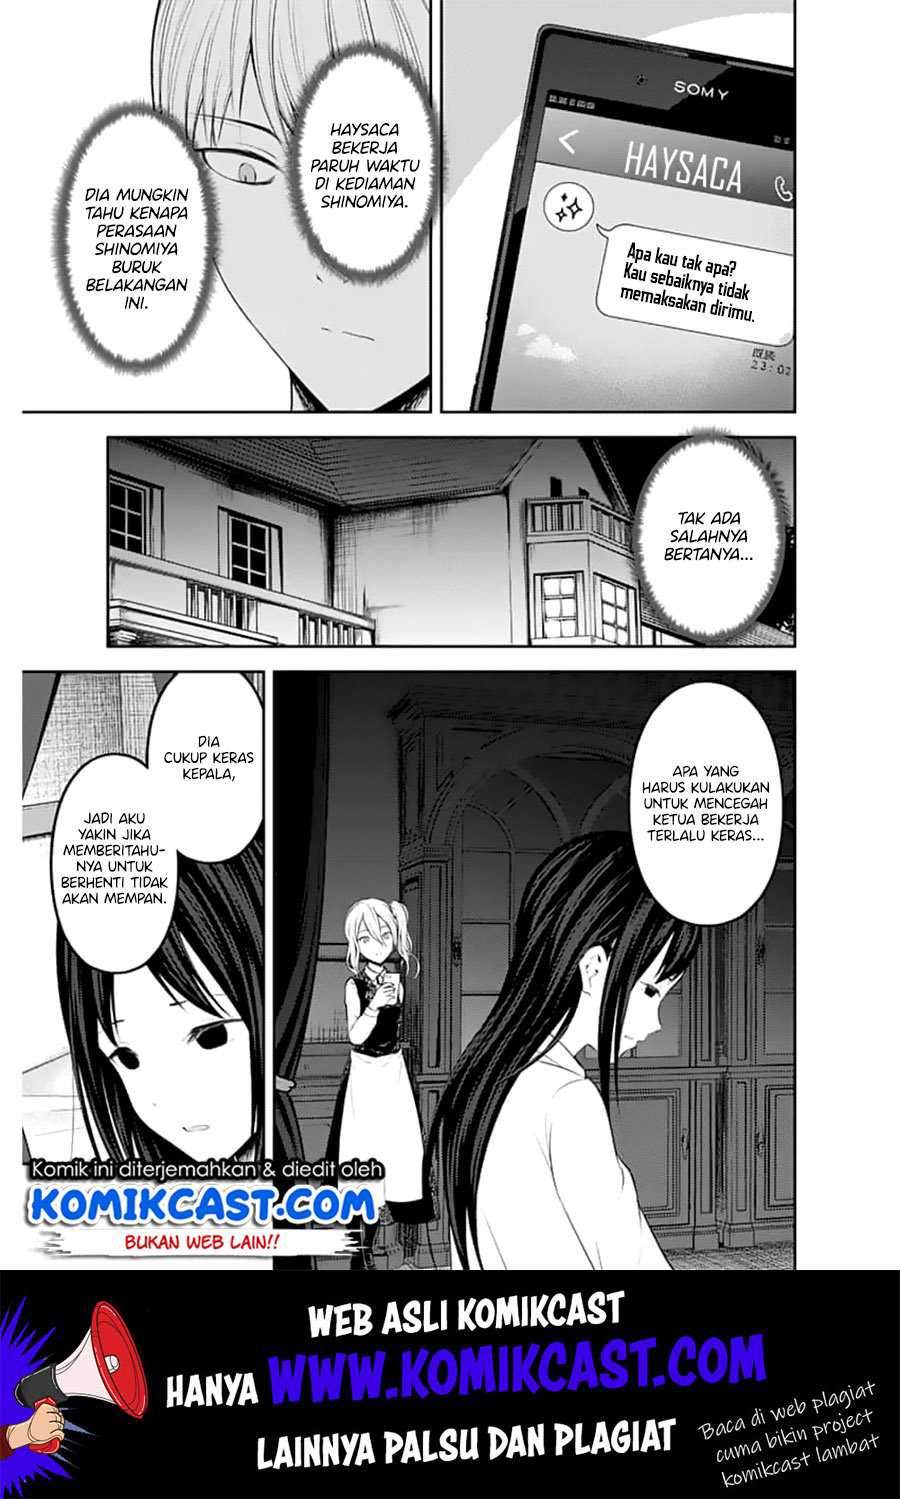 SOMY
HAYSACA
Apa kau tak apa?
Kau sebaiknya tidak
memaksakan dirimu.
既読
23:02
HAYSACA
BEKERJA
PARUH WAKTU
DI KEDIAMAN
SHINOMIYA.
DIA MUNGKIN
TAHU KENAPA
PERASAAN
SHINOMIYA
BURUK
BELAKANGAN
INI.
TAK ADA
SALAHNYA
BERTANYA...
APA YANG
HARUS KULAKUKAN
UNTUK MENCEGAH
KETUA BEKERJA
TERLALU KERAS...
DIA
CUKUP KERAS
KEPALA,
JADI AKU
YAKIN JIKA
MEMBERITAHU-
NYA UNTUK
BERHENTI TIDAK
AKAN MEMPAN.
Komik ini diterjemahkan & diedit oleh
KOMIKCAST.COM
BUKAN WEB LAIN!!
WEB ASLI KOMIKCAST
HANYA WWW.KOMIKCAST.COM
LAINNYA PALSU DAN PLAGIAT
Baca di web plagiat
cuma bikin project
komikcast lambat